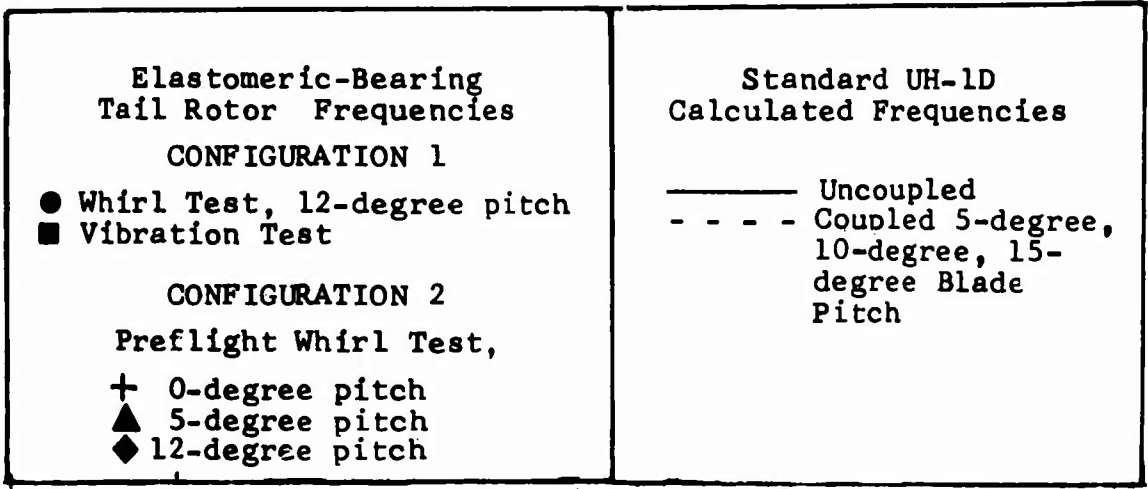 Elastomeric-Bearing
Tail Rotor Frequencies
CONFIGURATION 1
● Whirl Test, 12-degree pitch
■ Vibration Test
CONFIGURATION 2
Preflight Whirl Test,
+ 0-degree pitch
▲ 5-degree pitch
◆ 12-degree pitch
Standard UH-1D
Calculated Frequencies
Uncoupled
Coupled 5-degree,
10-degree, 15-
degree Blade
Pitch